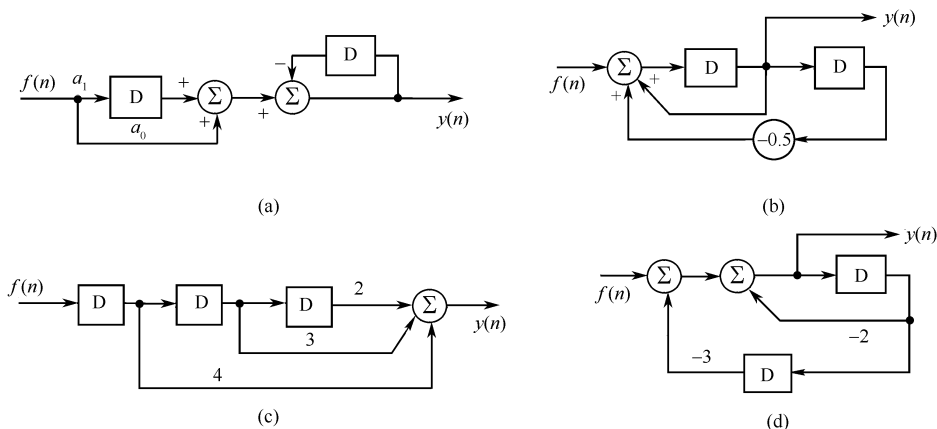 f(n)
a₁
D
a₀
+
+
Σ
+
Σ
−
D
y(n)
(a)
f(n)
Σ
+
+
D
D
y(n)
−0.5
(b)
f(n)
D
D
D
2
3
4
Σ
y(n)
(c)
f(n)
Σ
Σ
D
y(n)
−2
−3
D
(d)